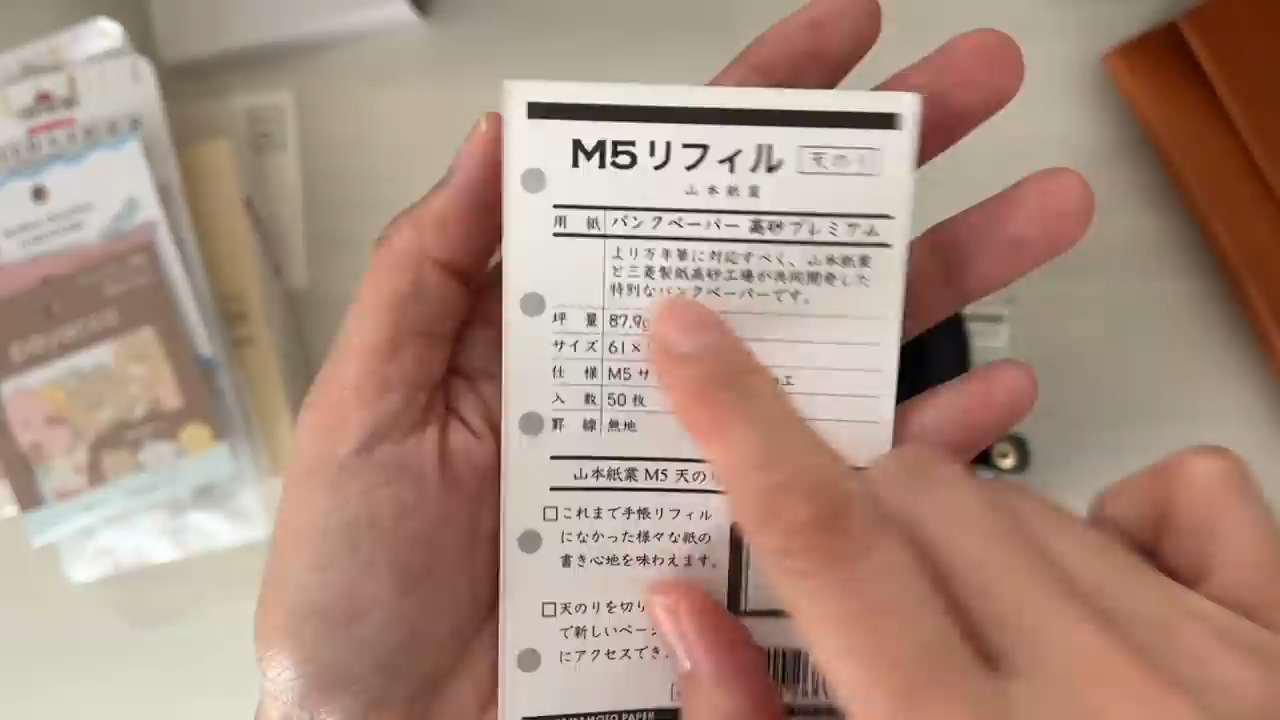 M5リフィル 天のり
山本紙業
用紙 バンクペーパー 高砂プレミアム
より万年筆に対応すべく、山本紙業
と三菱製紙高砂工場が共同開発した
特別なバンクペーパーです。
坪量 87.9g
サイズ 61×
仕様 M5サ
入数 50枚
罫線 無地
山本紙業 M5 天の
□これまで手帳リフィル
になかった様々な紙の
書き心地を味わえます。
□天のりを切り
で新しいペー
にアクセスでき
YAMAMOTO PAPER